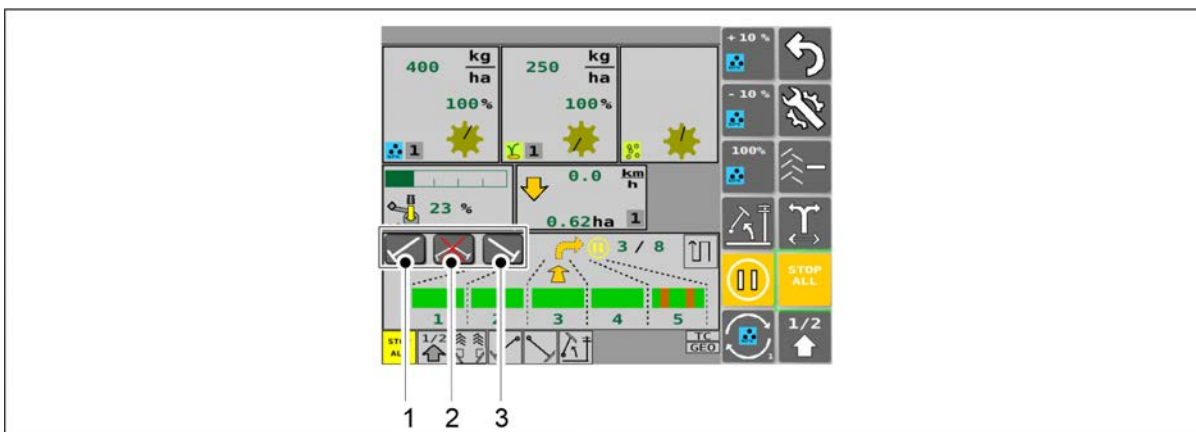 400 kg/ha 250 kg/ha
100% 100%
1 1
23 %
0.0 km/h
0.62ha 1
3 / 8
1 2 3 4 5
STOP ALL 1/2
TC
GEO
+ 10 %
- 10 %
100%
STOP ALL
1
1/2
1 2 3